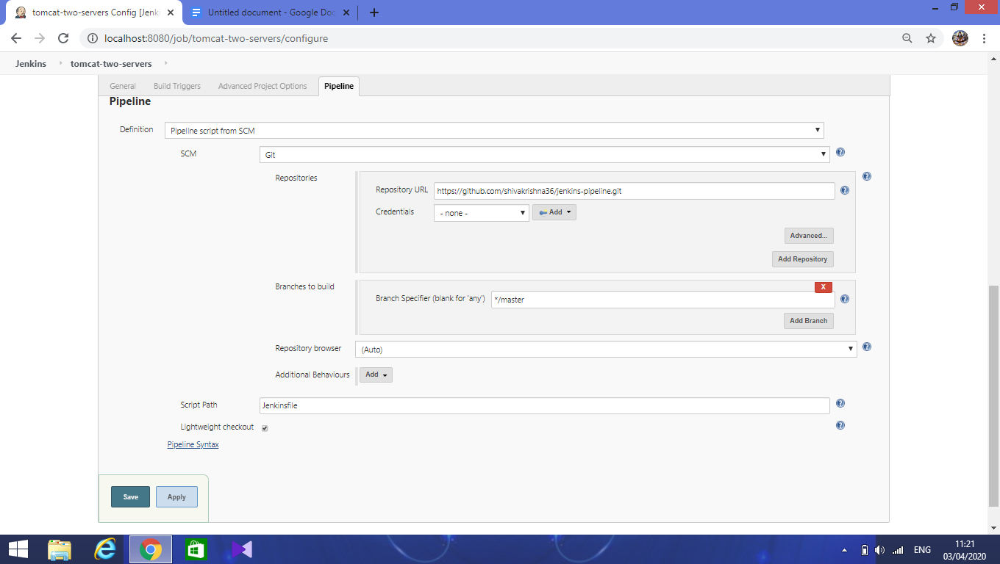 tomcat-two-servers Config [Jenki
Untitled document - Google Doc
localhost:8080/job/tomcat-two-servers/configure
Jenkins
tomcat-two-servers
General
Build Triggers
Advanced Project Options
Pipeline
Pipeline
Definition
Pipeline script from SCM
SCM
Git
Repositories
Repository URL
https://github.com/shivakrishna36/jenkins-pipeline.git
Credentials
- none -
Add
Advanced...
Add Repository
Branches to build
X
Branch Specifier (blank for 'any')
*/master
Add Branch
Repository browser
(Auto)
Additional Behaviours
Add
Script Path
Jenkinsfile
Lightweight checkout
Pipeline Syntax
Save
Apply
ENG
11:21
03/04/2020